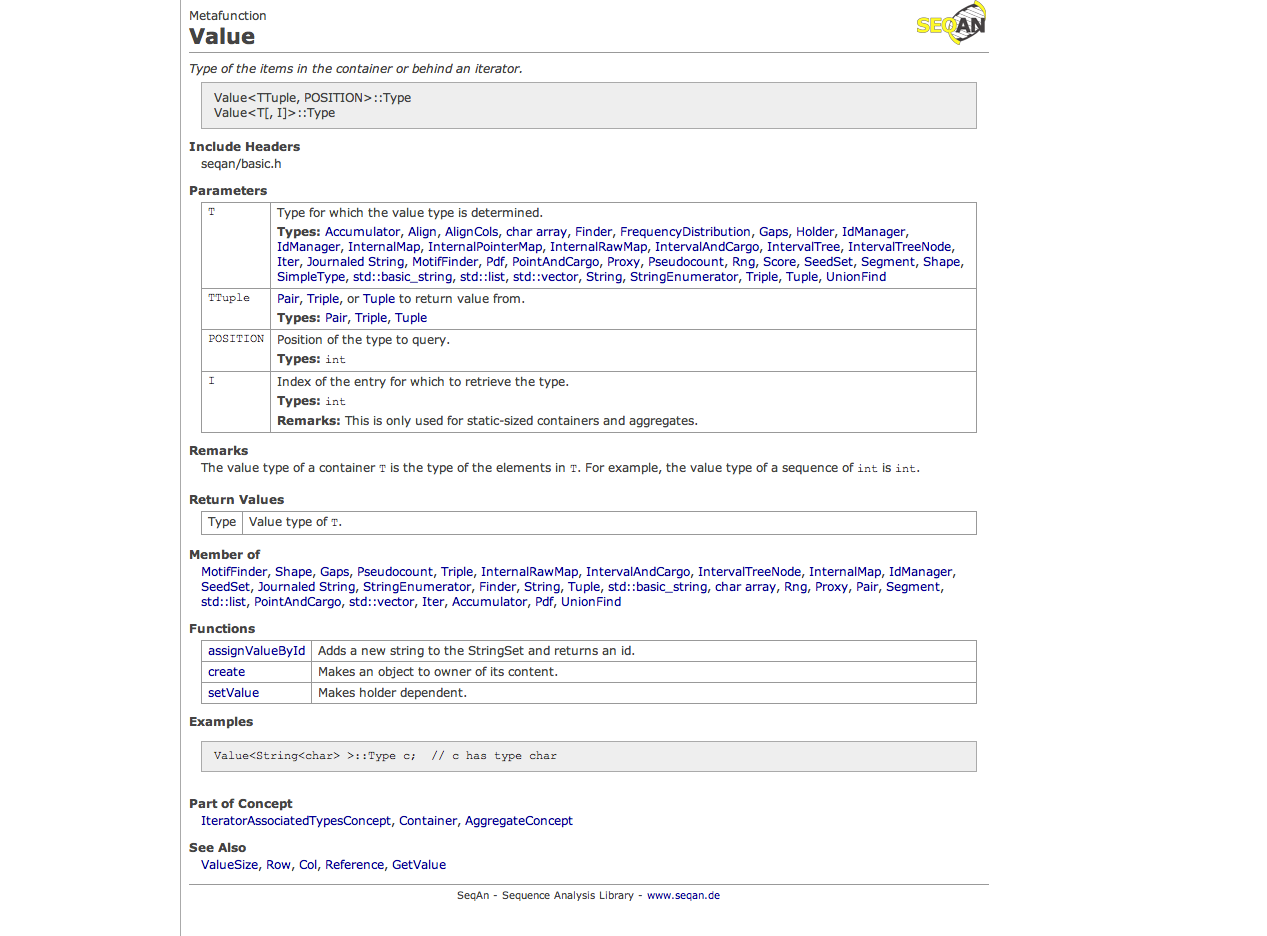 Metafunction
SEQAN
Value
Type of the items in the container or behind an iterator.
Value<TTuple, POSITION>::Type
Value<T[, I]>::Type
Include Headers
seqan/basic.h
Parameters
T
Type for which the value type is determined.
Types: Accumulator, Align, AlignCols, char array, Finder, FrequencyDistribution, Gaps, Holder, IdManager,
IdManager, InternalMap, InternalPointerMap, InternalRawMap, IntervalAndCargo, IntervalTree, IntervalTreeNode,
Iter, Journaled String, MotifFinder, Pdf, PointAndCargo, Proxy, Pseudocount, Rng, Score, SeedSet, Segment, Shape,
SimpleType, std::basic_string, std::list, std::vector, String, StringEnumerator, Triple, Tuple, UnionFind
TTuple
Pair, Triple, or Tuple to return value from.
Types: Pair, Triple, Tuple
POSITION
Position of the type to query.
Types: int
I
Index of the entry for which to retrieve the type.
Types: int
Remarks: This is only used for static-sized containers and aggregates.
Remarks
The value type of a container T is the type of the elements in T. For example, the value type of a sequence of int is int.
Return Values
Type Value type of T.
Member of
MotifFinder, Shape, Gaps, Pseudocount, Triple, InternalRawMap, IntervalAndCargo, IntervalTreeNode, InternalMap, IdManager,
SeedSet, Journaled String, StringEnumerator, Finder, String, Tuple, std::basic_string, char array, Rng, Proxy, Pair, Segment,
std::list, PointAndCargo, std::vector, Iter, Accumulator, Pdf, UnionFind
Functions
assignValueById Adds a new string to the StringSet and returns an id.
create Makes an object to owner of its content.
setValue Makes holder dependent.
Examples
Value<String<char> >::Type c;  // c has type char
Part of Concept
IteratorAssociatedTypesConcept, Container, AggregateConcept
See Also
ValueSize, Row, Col, Reference, GetValue
SeqAn - Sequence Analysis Library - www.seqan.de